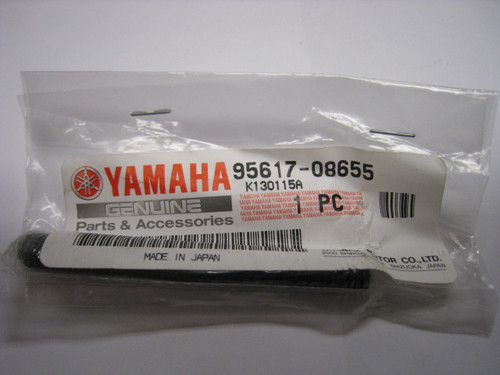 YAMAHA 95617-08655
K130115A
GENUINE 1 PC
Parts & Accessories
MADE IN JAPAN
TOR CO.,LTD.
SHIZUOKA, JAPAN